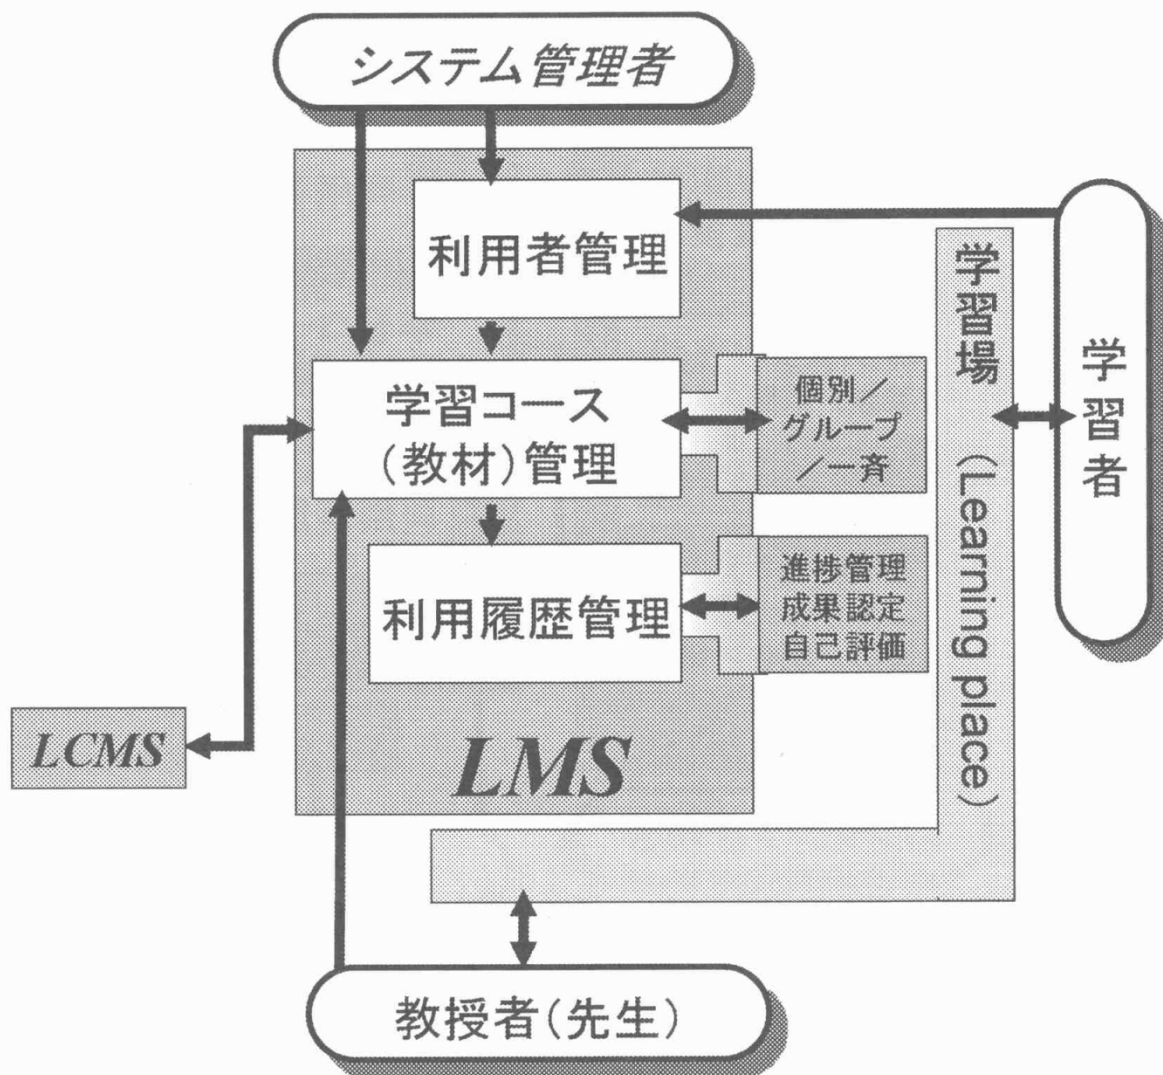 システム管理者
利用者管理
学習コース
（教材）管理
個別／
グループ
／一斉
利用履歴管理
進捗管理
成果認定
自己評価
LMS
LCMS
学習場（Learning place）
学習者
教授者（先生）